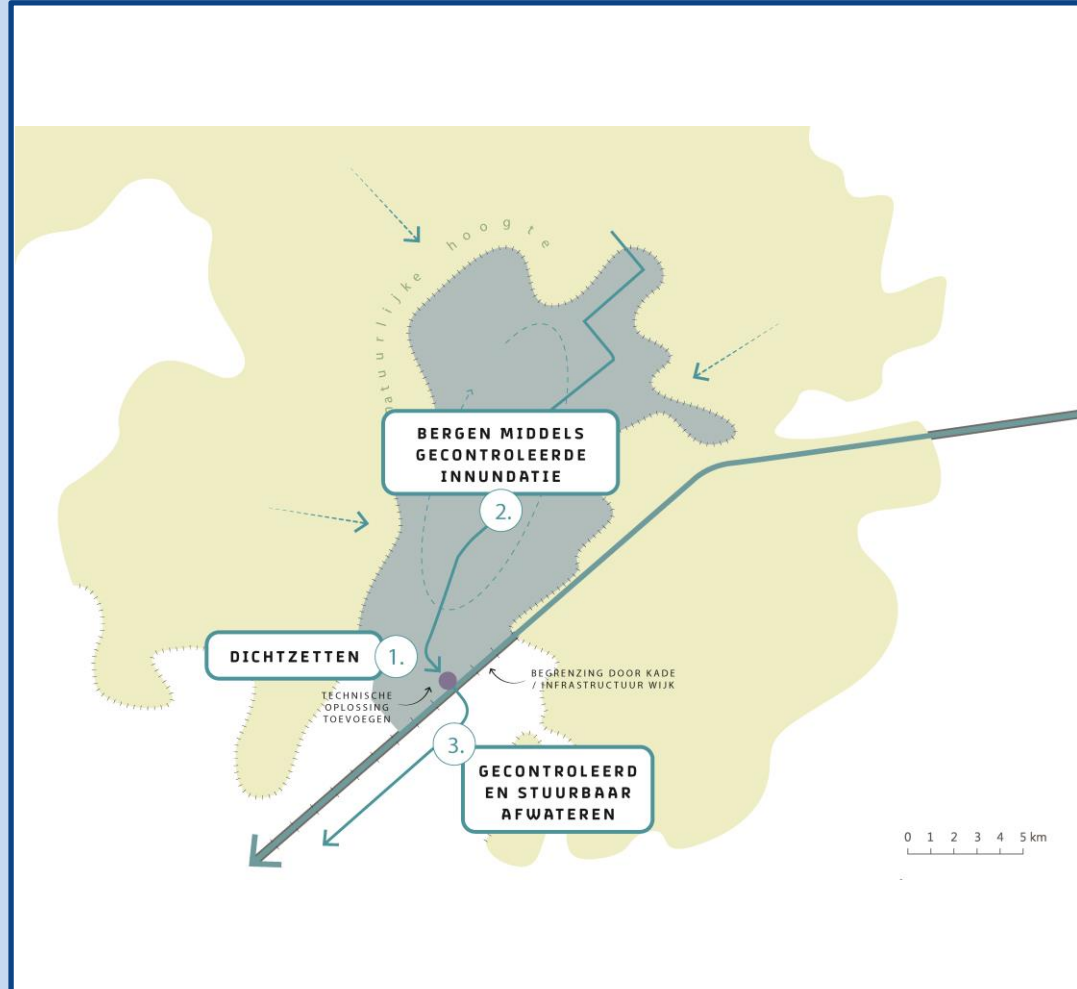 natuurlijke hoogte
BERGEN MIDDELS
GECONTROLEERDE
INNUNDATIE
2.
DICHTZETTEN
1.
TECHNISCHE
OPLOSSING
TOEVOEGEN
BEGRENZING DOOR KADE
/ INFRASTRUCTUUR WIJK
3.
GECONTROLEERD
EN STUURBAAR
AFWATEREN
0 1 2 3 4 5 km